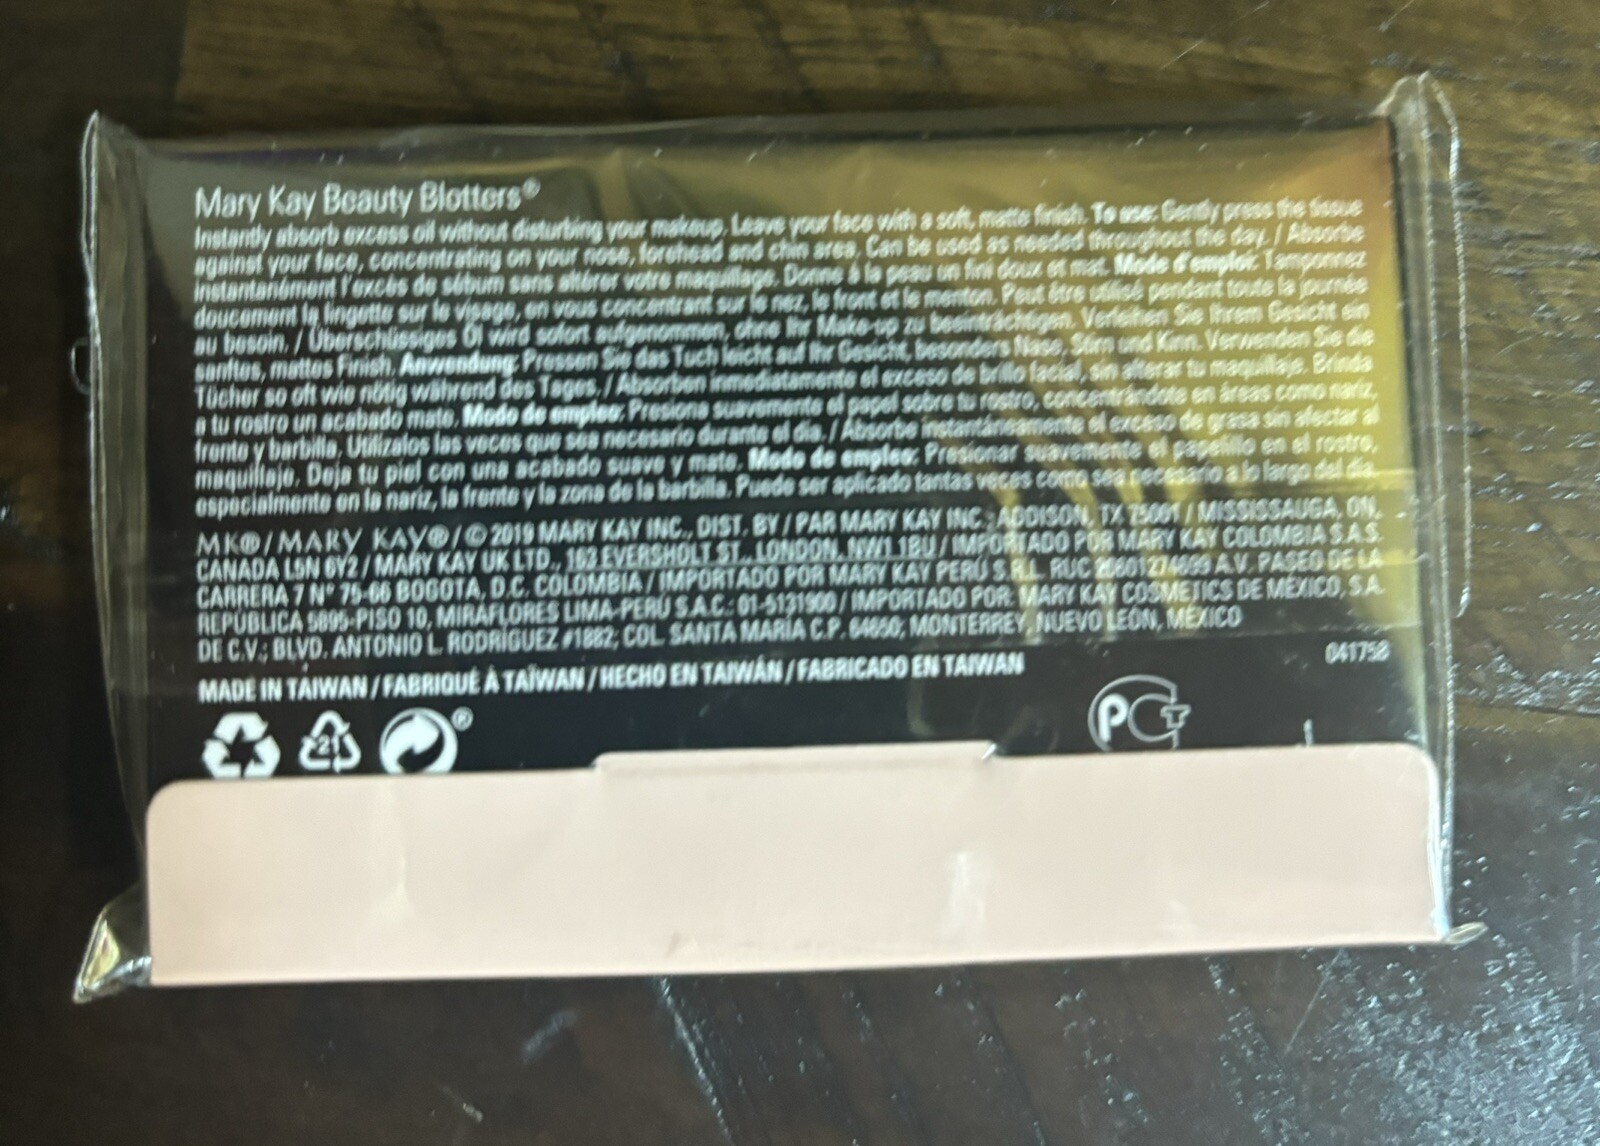 Mary Kay Beauty Blotters®
Instantly absorb excess oil without disturbing your makeup. Leave your face with a soft, matte finish. To use: Gently press the tissue
against your face, concentrating on your nose, forehead and chin area. Can be used as needed throughout the day. / Absorbe
instantanément l'excès de sébum sans altérer votre maquillage. Donne à la peau un fini doux et mat. Mode d'emploi: Tamponnez
doucement la lingette sur le visage, en vous concentrant sur le nez, le front et le menton. Peut être utilisé pendant toute la journée
au besoin. / Überschüssiges Öl wird sofort aufgenommen, ohne Ihr Make-up zu beeinträchtigen. Verleihen Sie Ihrem Gesicht ein
sanftes, mattes Finish. Anwendung: Pressen Sie das Tuch leicht auf Ihr Gesicht, besonders Nase, Stirn und Kinn. Verwenden Sie die
Tücher so oft wie nötig während des Tages. / Absorben inmediatamente el exceso de brillo facial, sin alterar tu maquillaje. Brinda
a tu rostro un acabado mate. Modo de empleo: Presiona suavemente el papel sobre tu rostro, concentrándote en áreas como nariz,
frente y barbilla. Utilízalos las veces que sea necesario durante el día. / Absorbe instantáneamente el exceso de grasa sin afectar al
maquillaje. Deja tu piel con una acabado suave y mate. Modo de empleo: Presionar suavemente el papelillo en el rostro,
especialmente en la nariz, la frente y la zona de la barbilla. Puede ser aplicado tantas veces como sea necesario a lo largo del día.
MK®/MARY KAY®/© 2019 MARY KAY INC., DIST. BY / PAR MARY KAY INC., ADDISON, TX 75001 / MISSISSAUGA, ON,
CANADA L5N 6Y2 / MARY KAY UK LTD., 163 EVERSHOLT ST., LONDON, NW1 1BU / IMPORTADO POR MARY KAY COLOMBIA S.A.S.
CARRERA 7 N° 75-66 BOGOTA, D.C. COLOMBIA / IMPORTADO POR MARY KAY PERÚ S.R.L. RUC A.V. PASEO DE LA
REPUBLICA 5895-PISO 10, MIRAFLORES LIMA-PERÚ S.A.C.: 01-5131900 / IMPORTADO POR: MARY KAY COSMETICS DE MÉXICO, S.A.
DE C.V.; BLVD. ANTONIO L. RODRÍGUEZ #1882; COL. SANTA MARÍA C.P. 64650; MONTERREY, NUEVO LEÓN, MÉXICO
041758
MADE IN TAIWAN / FABRIQUÉ À TAÏWAN / HECHO EN TAIWÁN / FABRICADO EN TAIWAN
21
®